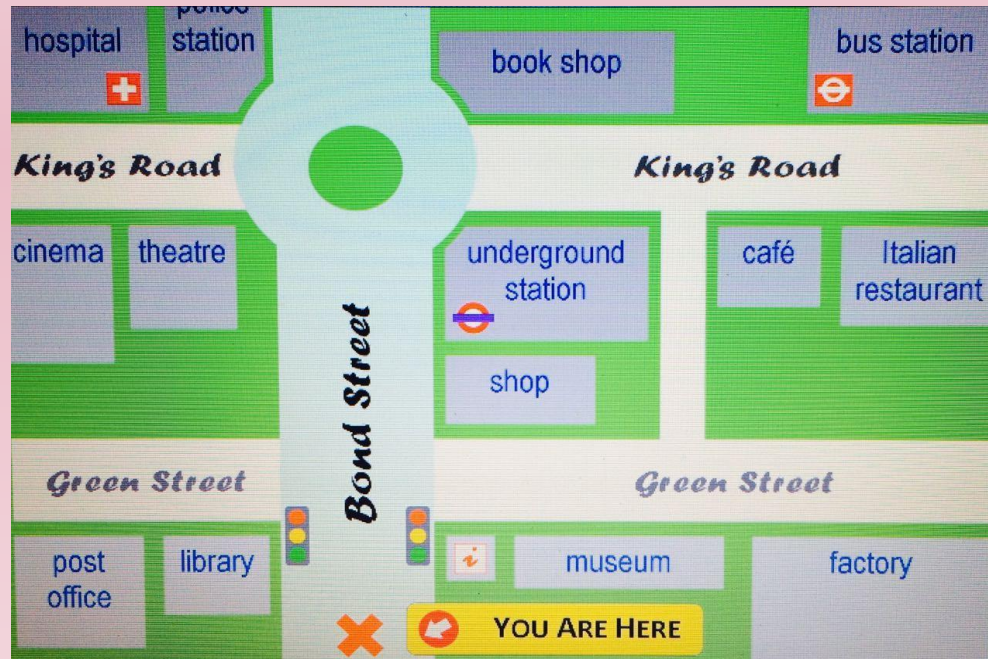 hospital
police
station
book shop
bus station
King's Road
King's Road
cinema
theatre
underground
station
café
Italian
restaurant
shop
Bond Street
Green Street
Green Street
post
office
library
i
museum
factory
YOU ARE HERE